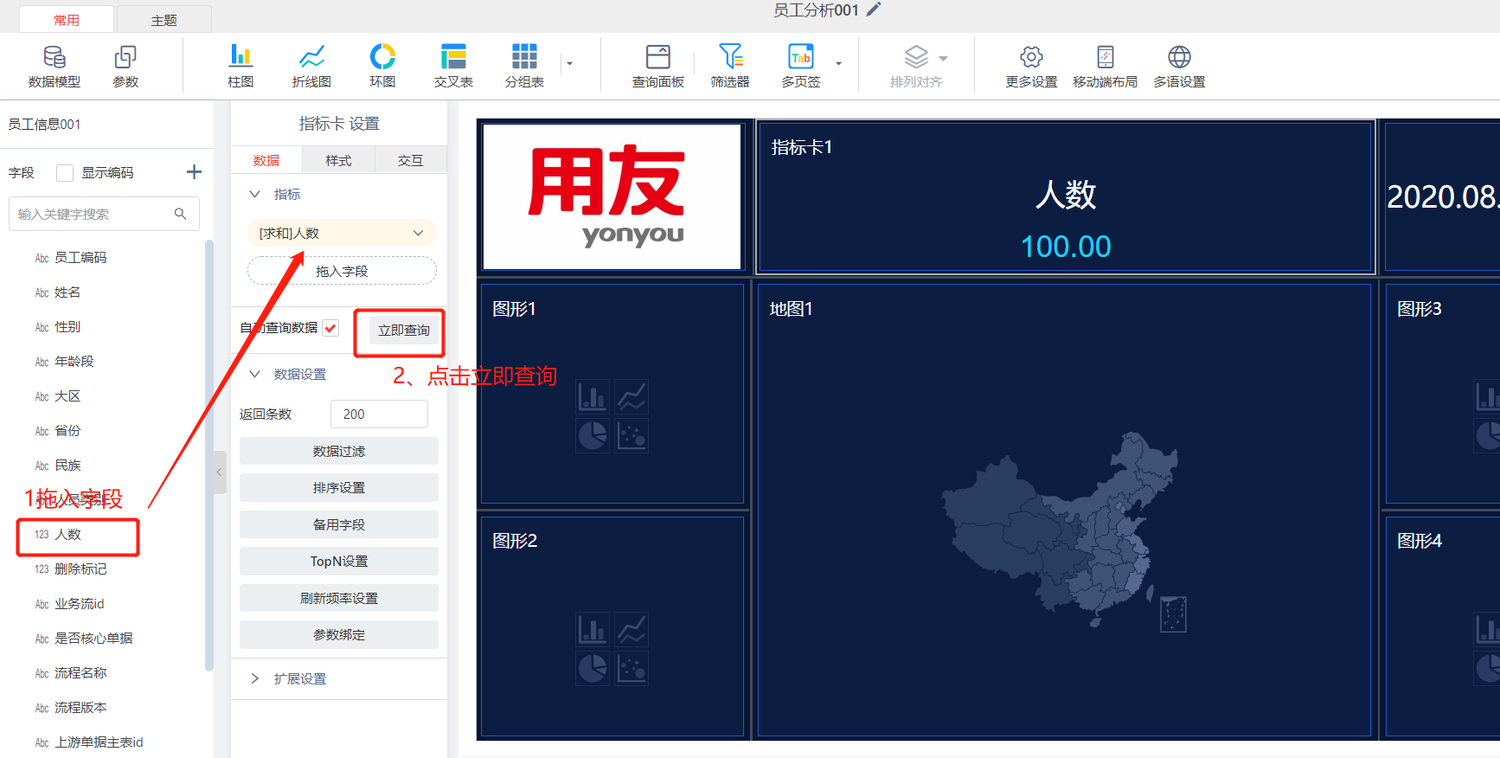 员工分析001
常用
主题
数据模型
参数
柱图
折线图
环图
交叉表
分组表
查询面板
筛选器
Tab
多页签
排列对齐
更多设置
移动端布局
多语设置
员工信息001
字段
显示编码
输入关键字搜索
Abc 员工编码
Abc 姓名
Abc 性别
Abc 年龄段
Abc 大区
Abc 省份
Abc 民族
1拖入字段
123 人数
123 删除标记
Abc 业务流id
Abc 是否核心单据
Abc 流程名称
Abc 流程版本
Abc 上游单据主表id
指标卡 设置
数据
样式
交互
指标
[求和]人数
拖入字段
自动查询数据
立即查询
2、点击立即查询
数据设置
返回条数
200
数据过滤
排序设置
备用字段
TopN设置
刷新频率设置
参数绑定
扩展设置
用友
yonyou
指标卡1
人数
100.00
2020.08.
图形1
地图1
图形3
图形2
图形4